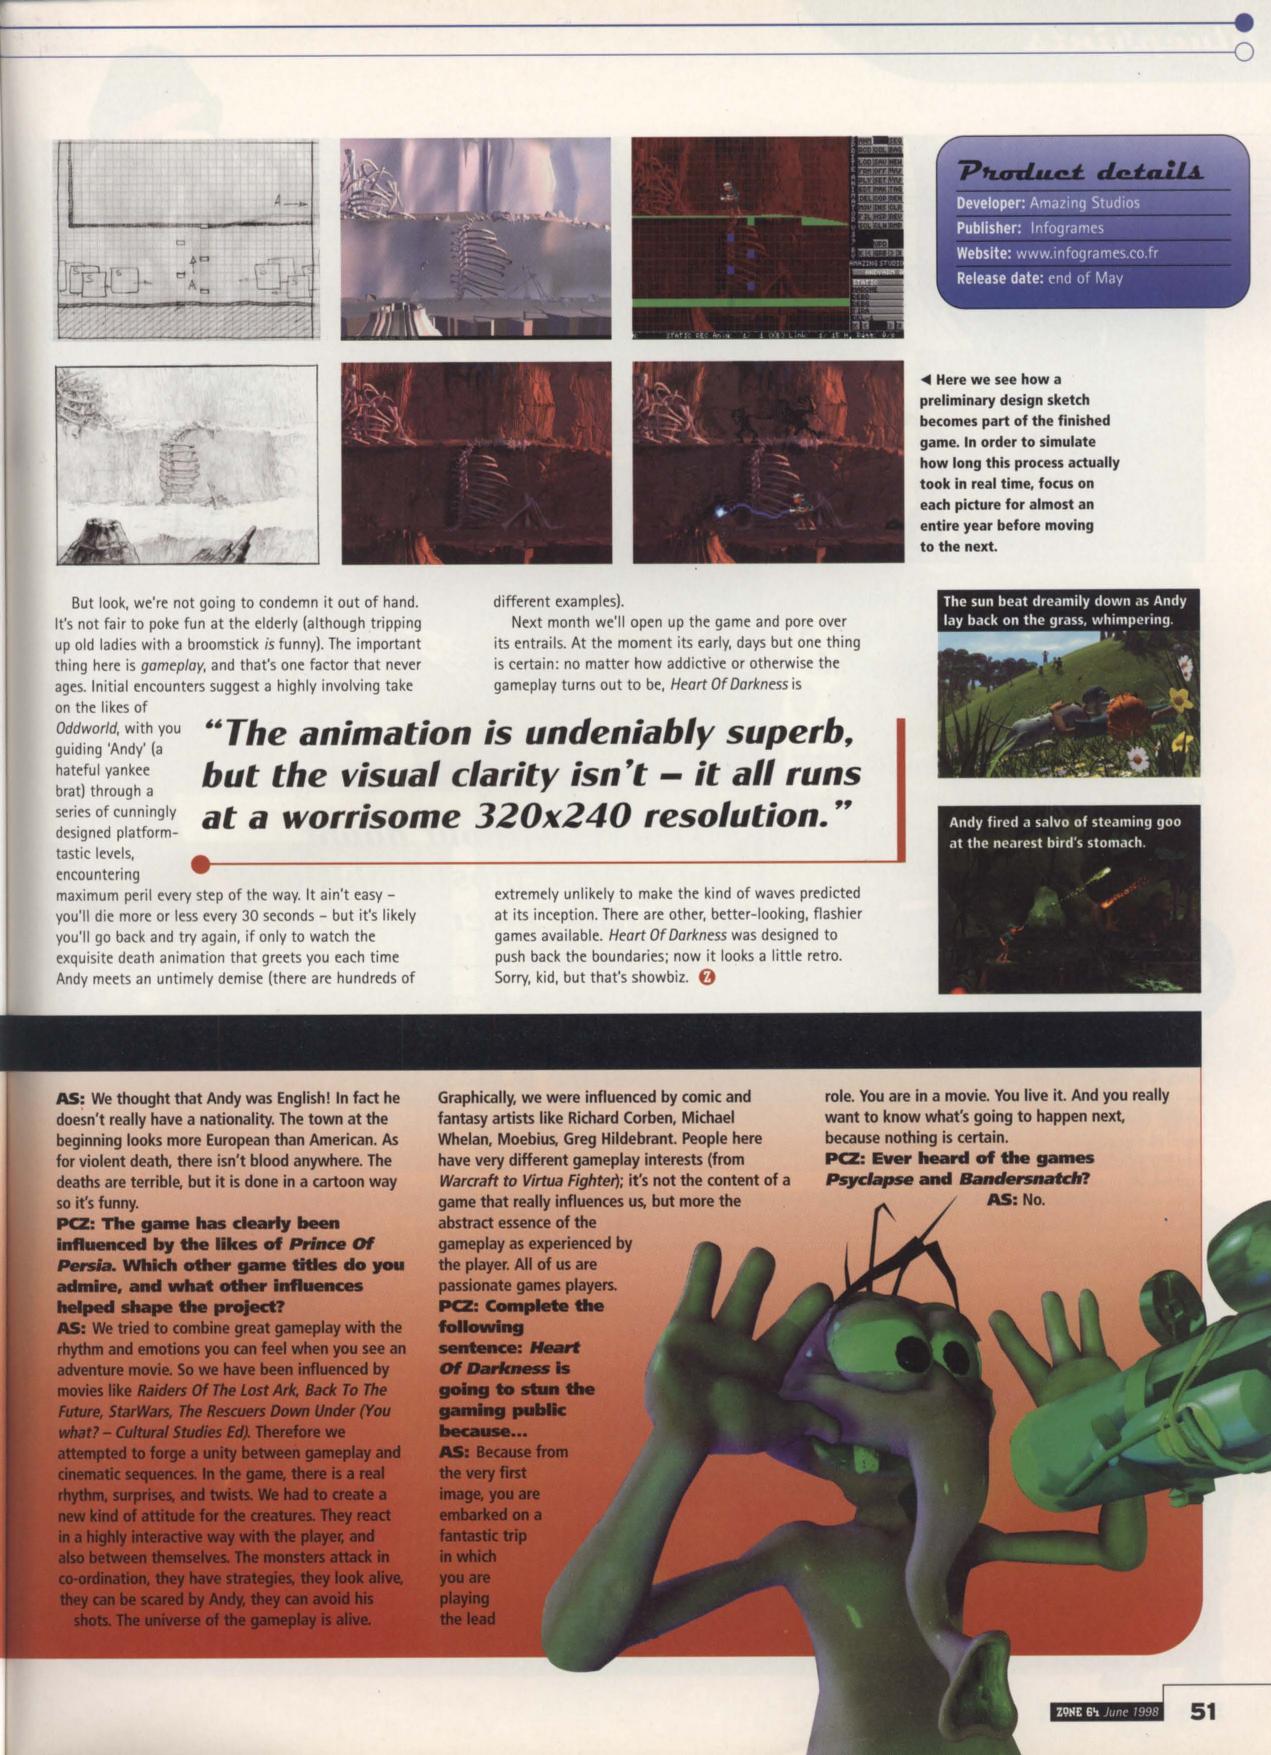 Product details
Developer: Amazing Studios
Publisher: Infogrames
Website: www.infogrames.co.fr
Release date: end of May
◄ Here we see how a
preliminary design sketch
becomes part of the finished
game. In order to simulate
how long this process actually
took in real time, focus on
each picture for almost an
entire year before moving
to the next.
But look, we're not going to condemn it out of hand.
It's not fair to poke fun at the elderly (although tripping
up old ladies with a broomstick is funny). The important
thing here is gameplay, and that's one factor that never
ages. Initial encounters suggest a highly involving take
on the likes of
Oddworld, with you
guiding 'Andy' (a
hateful yankee
brat) through a
series of cunningly
designed platform-
tastic levels,
encountering
maximum peril every step of the way. It ain't easy –
you'll die more or less every 30 seconds – but it's likely
you'll go back and try again, if only to watch the
exquisite death animation that greets you each time
Andy meets an untimely demise (there are hundreds of
different examples).
Next month we'll open up the game and pore over
its entrails. At the moment its early, days but one thing
is certain: no matter how addictive or otherwise the
gameplay turns out to be, Heart Of Darkness is
"The animation is undeniably superb,
but the visual clarity isn't – it all runs
at a worrisome 320x240 resolution."
extremely unlikely to make the kind of waves predicted
at its inception. There are other, better-looking, flashier
games available. Heart Of Darkness was designed to
push back the boundaries; now it looks a little retro.
Sorry, kid, but that's showbiz. Z
The sun beat dreamily down as Andy
lay back on the grass, whimpering.
Andy fired a salvo of steaming goo
at the nearest bird's stomach.
AS: We thought that Andy was English! In fact he
doesn't really have a nationality. The town at the
beginning looks more European than American. As
for violent death, there isn't blood anywhere. The
deaths are terrible, but it is done in a cartoon way
so it's funny.
PCZ: The game has clearly been
influenced by the likes of Prince Of
Persia. Which other game titles do you
admire, and what other influences
helped shape the project?
AS: We tried to combine great gameplay with the
rhythm and emotions you can feel when you see an
adventure movie. So we have been influenced by
movies like Raiders Of The Lost Ark, Back To The
Future, StarWars, The Rescuers Down Under (You
what? – Cultural Studies Ed). Therefore we
attempted to forge a unity between gameplay and
cinematic sequences. In the game, there is a real
rhythm, surprises, and twists. We had to create a
new kind of attitude for the creatures. They react
in a highly interactive way with the player, and
also between themselves. The monsters attack in
co-ordination, they have strategies, they look alive,
they can be scared by Andy, they can avoid his
shots. The universe of the gameplay is alive.
Graphically, we were influenced by comic and
fantasy artists like Richard Corben, Michael
Whelan, Moebius, Greg Hildebrant. People here
have very different gameplay interests (from
Warcraft to Virtua Fighter); it's not the content of a
game that really influences us, but more the
abstract essence of the
gameplay as experienced by
the player. All of us are
passionate games players.
PCZ: Complete the
following
sentence: Heart
Of Darkness is
going to stun the
gaming public
because...
AS: Because from
the very first
image, you are
embarked on a
fantastic trip
in which
you are
playing
the lead
role. You are in a movie. You live it. And you really
want to know what's going to happen next,
because nothing is certain.
PCZ: Ever heard of the games
Psyclapse and Bandersnatch?
AS: No.
ZONE 64 June 1998 51